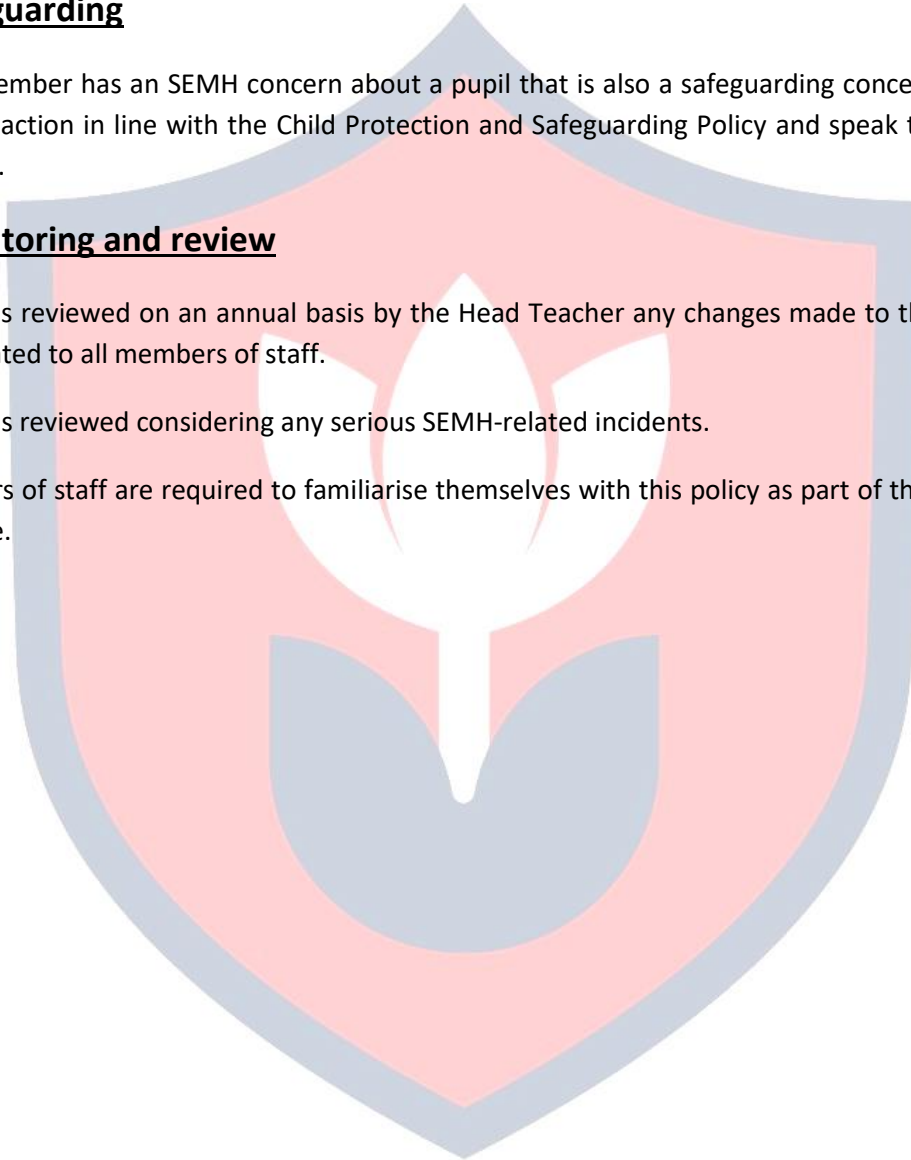 guarding
ember has an SEMH concern about a pupil that is also a safeguarding conce
action in line with the Child Protection and Safeguarding Policy and speak t
.
toring and review
s reviewed on an annual basis by the Head Teacher any changes made to th
ted to all members of staff.
s reviewed considering any serious SEMH-related incidents.
rs of staff are required to familiarise themselves with this policy as part of th
e.